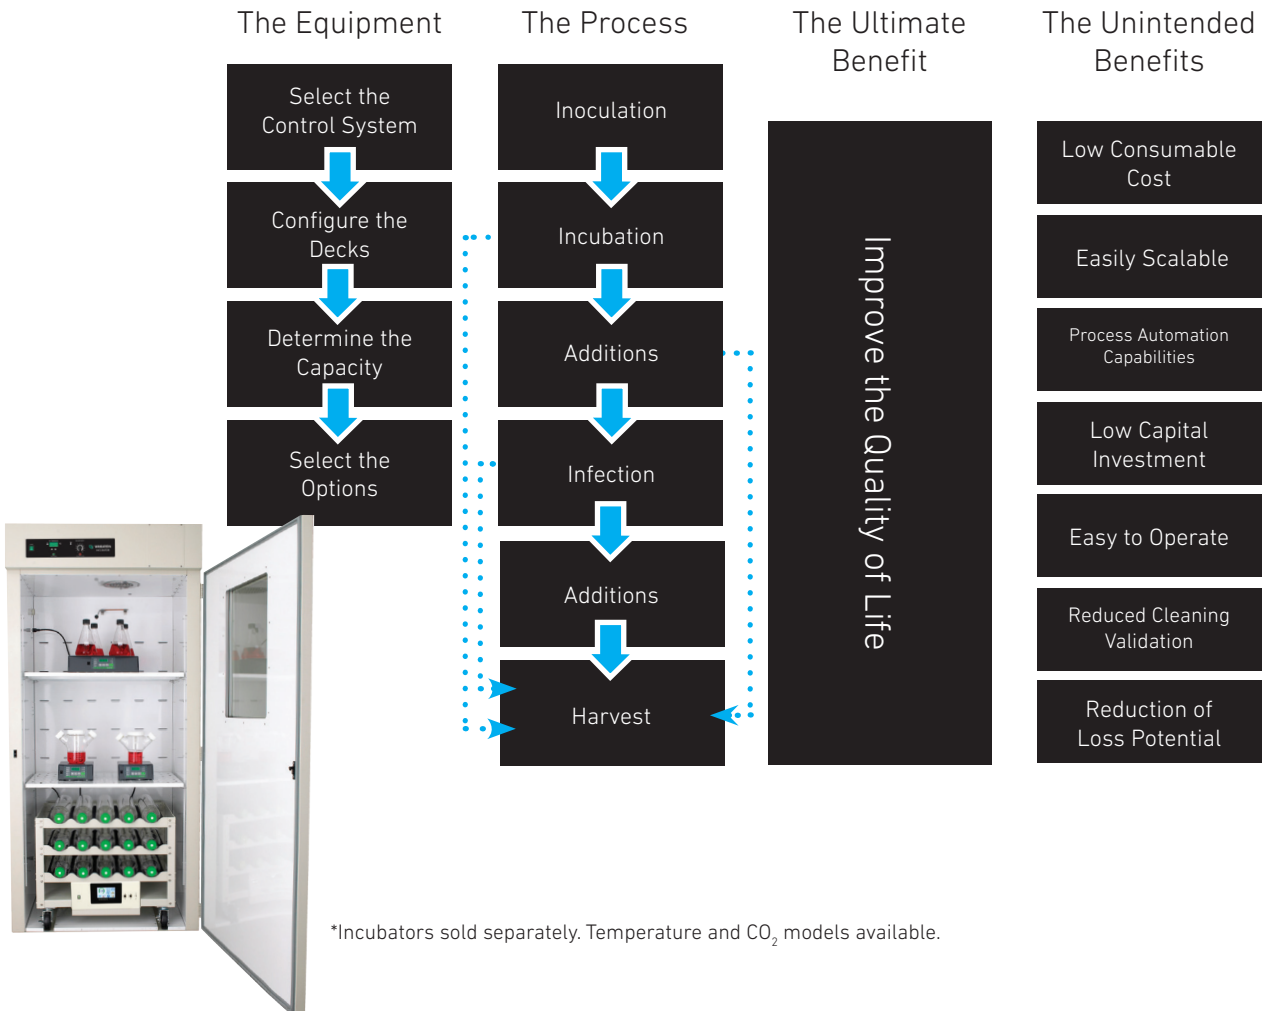 The Equipment
Select the
Control System
Configure the
Decks
Determine the
Capacity
Select the
Options
The Process
Inoculation
Incubation
Additions
Infection
Additions
Harvest
The Ultimate
Benefit
Improve the Quality of Life
The Unintended
Benefits
Low Consumable
Cost
Easily Scalable
Process Automation
Capabilities
Low Capital
Investment
Easy to Operate
Reduced Cleaning
Validation
Reduction of
Loss Potential
*Incubators sold separately. Temperature and CO₂ models available.